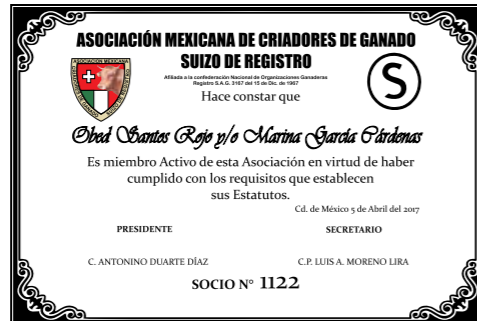 ASOCIACIÓN MEXICANA DE CRIADORES DE GANADO
SUIZO DE REGISTRO
Afiliada a la confederación Nacional de Organizaciones Ganaderas
Registro S.A.G. 3167 del 15 de Dic. de 1967
Hace constar que
S
Obed Santes Rojo y/o Marina García Cárdenas
Es miembro Activo de esta Asociación en virtud de haber
cumplido con los requisitos que establecen
sus Estatutos.
Cd. de México 5 de Abril del 2017
PRESIDENTE SECRETARIO
C. ANTONINO DUARTE DÍAZ C.P. LUIS A. MORENO LIRA
SOCIO N° 1122